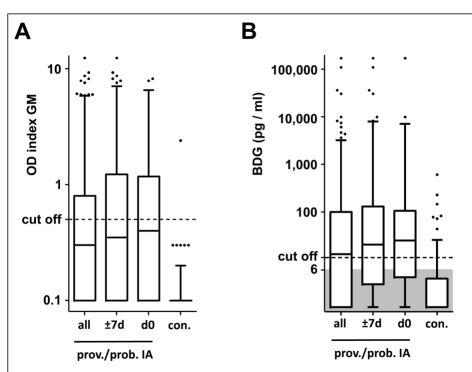 A
OD index GM
10
1
cut off
0.1
all ±7d d0 con.
prov./prob. IA
B
BDG (pg / ml)
100,000
10,000
1,000
100
cut off
6
all ±7d d0 con.
prov./prob. IA